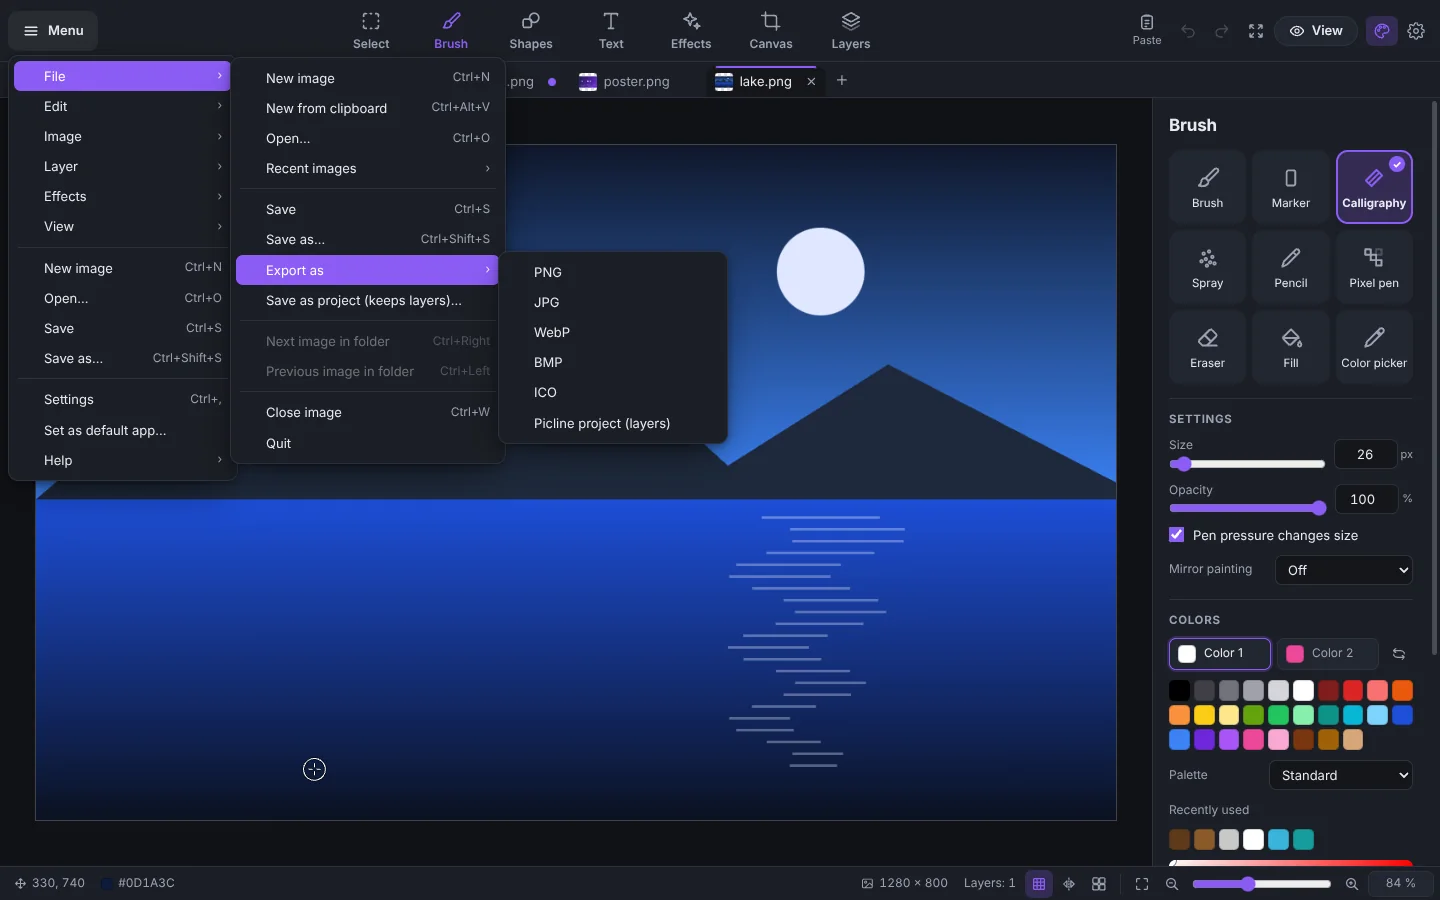 Menu
Select
Brush
Shapes
Text
Effects
Canvas
Layers
Paste
View
.png
poster.png
lake.png
File
Edit
Image
Layer
Effects
View
New image Ctrl+N
Open... Ctrl+O
Save Ctrl+S
Save as... Ctrl+Shift+S
Settings Ctrl+,
Set as default app...
Help
New image Ctrl+N
New from clipboard Ctrl+Alt+V
Open... Ctrl+O
Recent images
Save Ctrl+S
Save as... Ctrl+Shift+S
Export as
Save as project (keeps layers)...
Next image in folder Ctrl+Right
Previous image in folder Ctrl+Left
Close image Ctrl+W
Quit
PNG
JPG
WebP
BMP
ICO
Picline project (layers)
Brush
Brush Marker Calligraphy
Spray Pencil Pixel pen
Eraser Fill Color picker
SETTINGS
Size
26 px
Opacity
100 %
Pen pressure changes size
Mirror painting Off
COLORS
Color 1 Color 2
Palette Standard
Recently used
330, 740 #0D1A3C 1280 × 800 Layers: 1 84 %